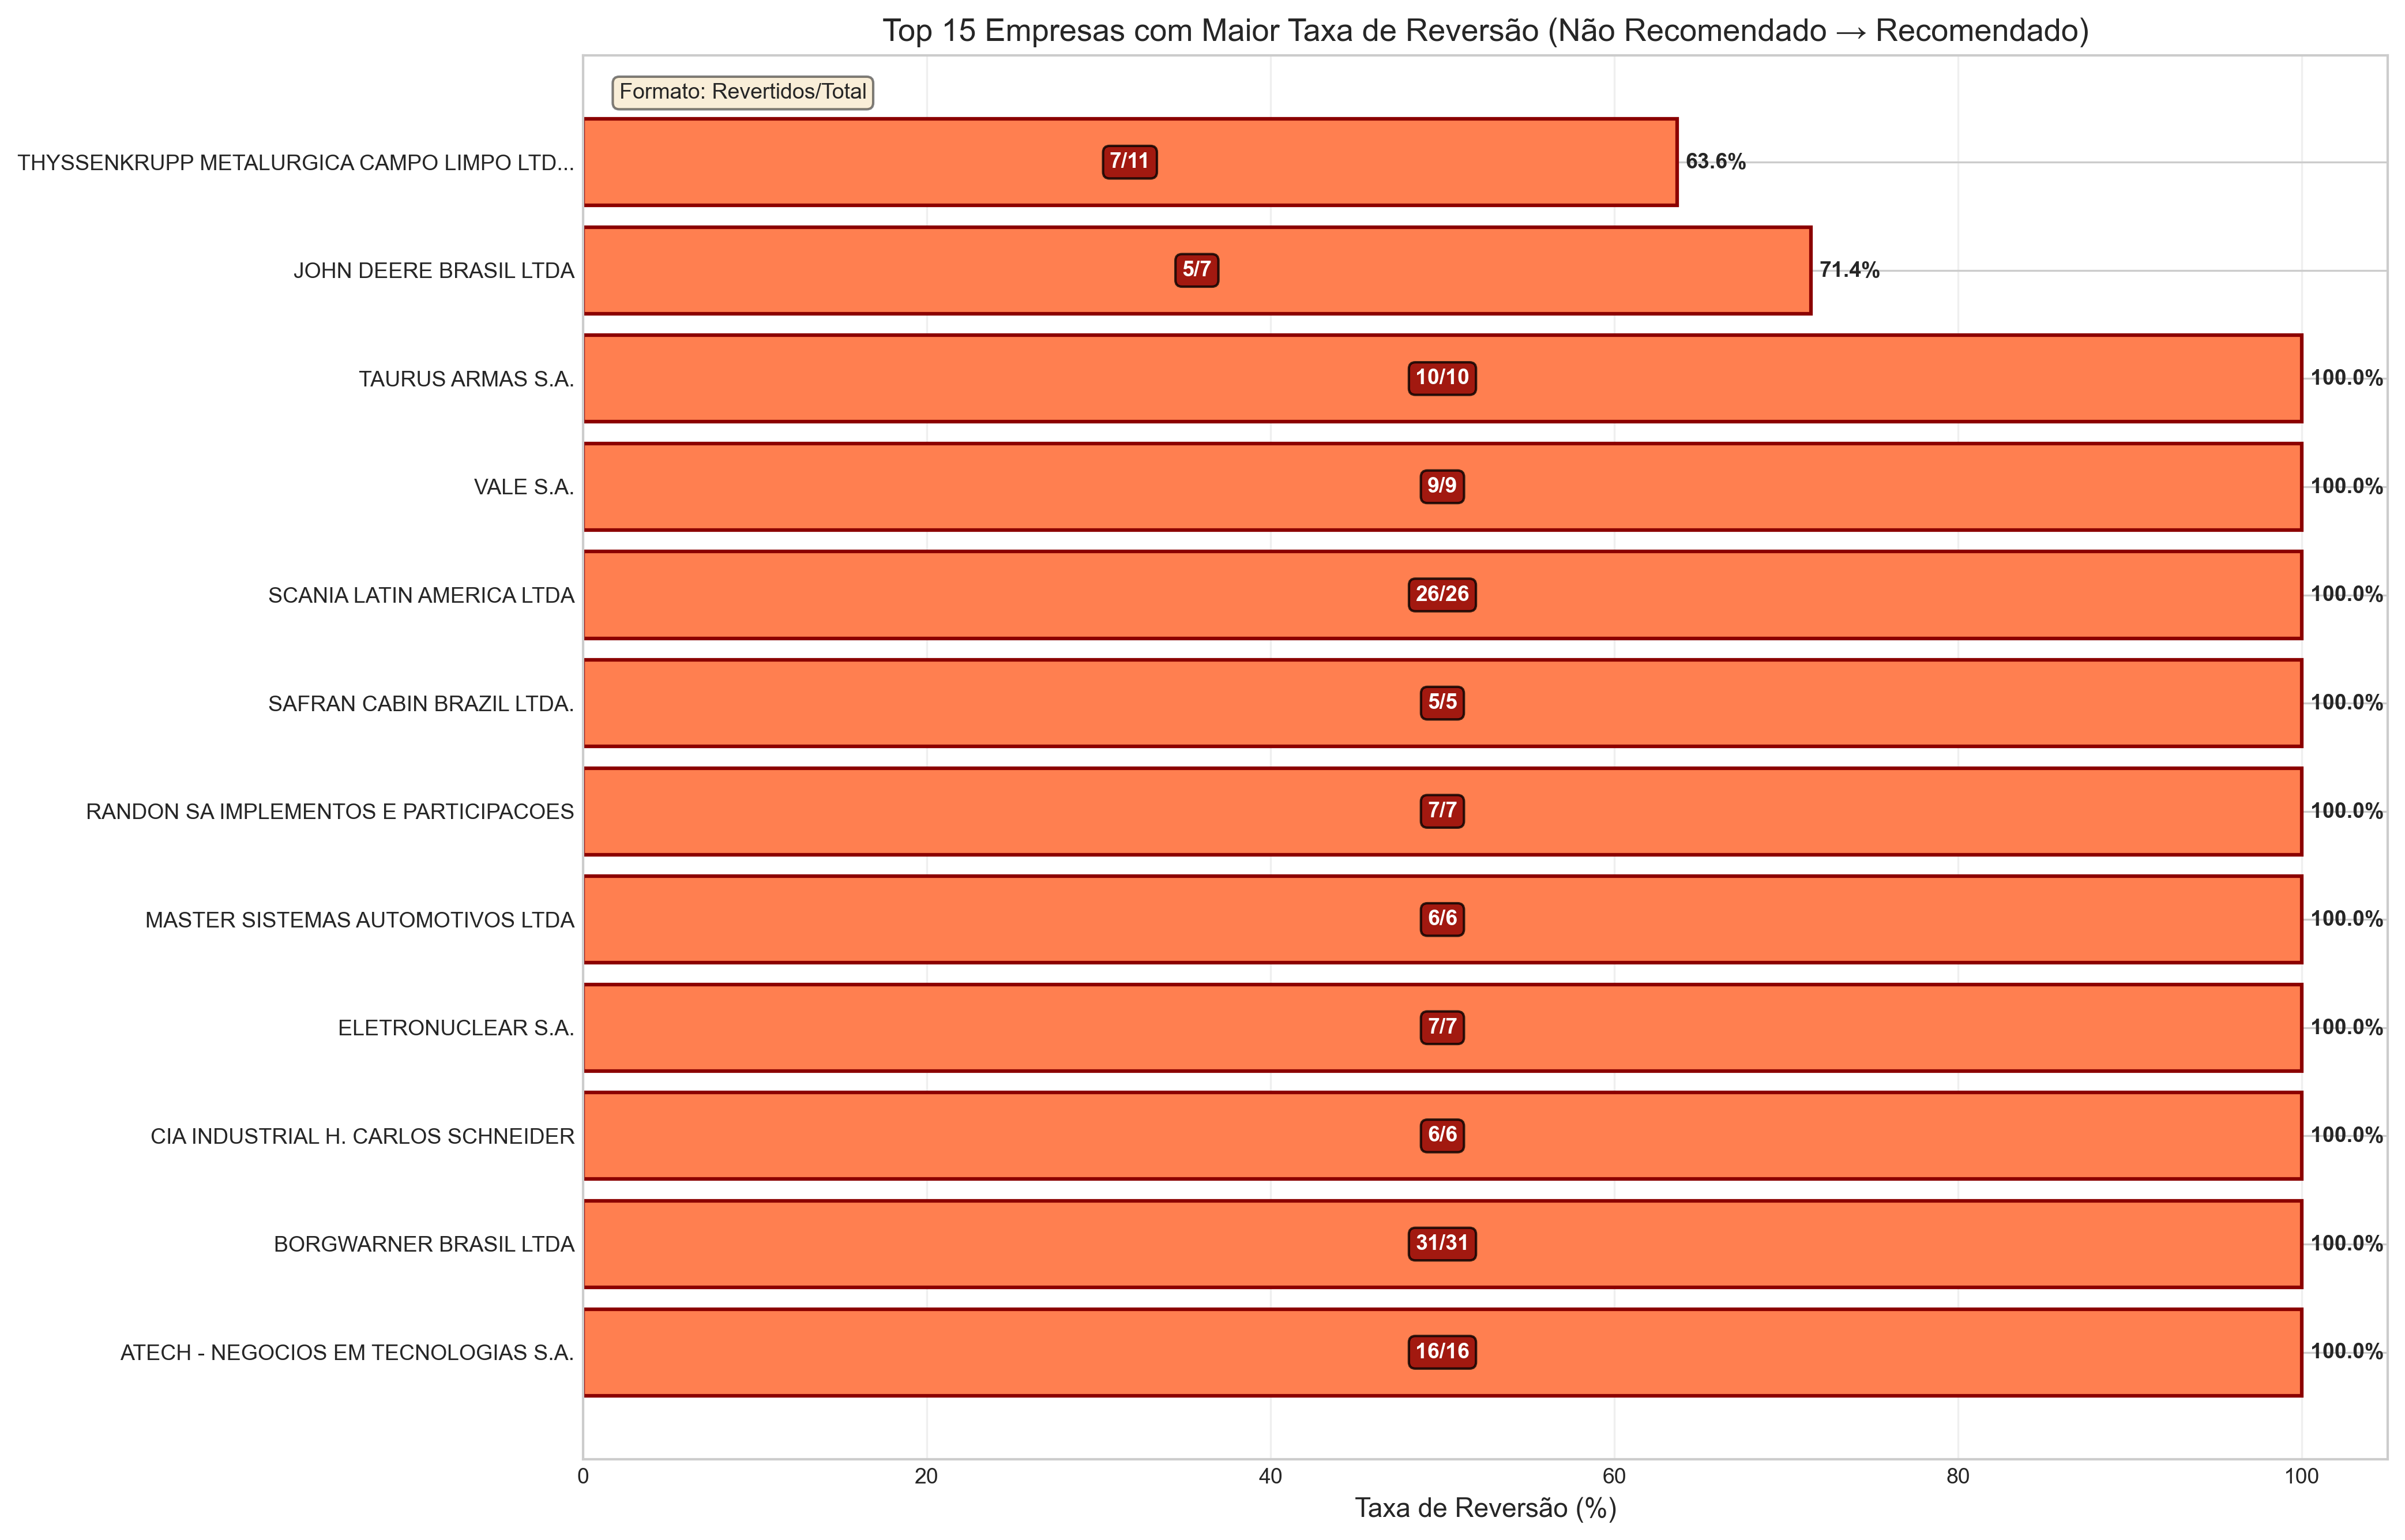 Top 15 Empresas com Maior Taxa de Reversão (Não Recomendado → Recomendado)
Formato: Revertidos/Total
THYSSENKRUPP METALURGICA CAMPO LIMPO LTD... 7/11 63.6%
JOHN DEERE BRASIL LTDA 5/7 71.4%
TAURUS ARMAS S.A. 10/10 100.0%
VALE S.A. 9/9 100.0%
SCANIA LATIN AMERICA LTDA 26/26 100.0%
SAFRAN CABIN BRAZIL LTDA. 5/5 100.0%
RANDON SA IMPLEMENTOS E PARTICIPACOES 7/7 100.0%
MASTER SISTEMAS AUTOMOTIVOS LTDA 6/6 100.0%
ELETRONUCLEAR S.A. 7/7 100.0%
CIA INDUSTRIAL H. CARLOS SCHNEIDER 6/6 100.0%
BORGWARNER BRASIL LTDA 31/31 100.0%
ATECH - NEGOCIOS EM TECNOLOGIAS S.A. 16/16 100.0%
0 20 40 60 80 100
Taxa de Reversão (%)